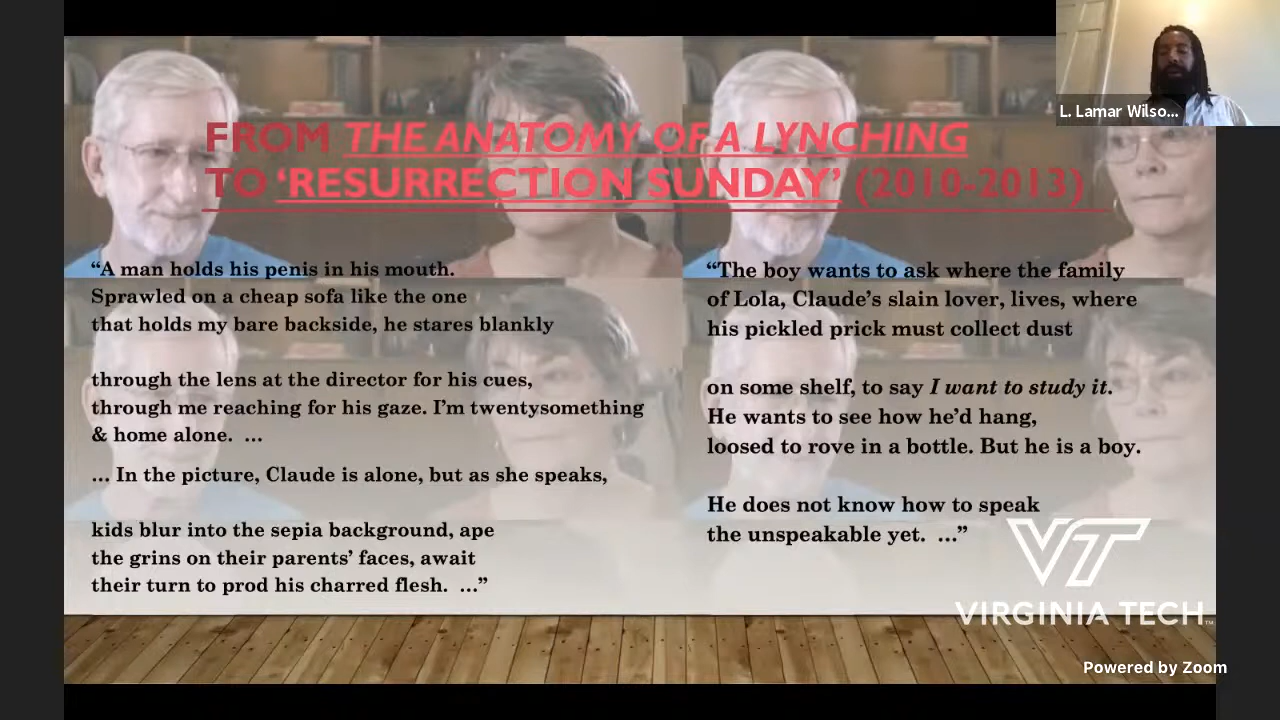 L. Lamar Wilso...
FROM THE ANATOMY OF A LYNCHING
TO ‘RESURRECTION SUNDAY’ (2010-2013)
“A man holds his penis in his mouth.
Sprawled on a cheap sofa like the one
that holds my bare backside, he stares blankly
through the lens at the director for his cues,
through me reaching for his gaze. I’m twentysomething
& home alone. ...
... In the picture, Claude is alone, but as she speaks,
kids blur into the sepia background, ape
the grins on their parents’ faces, await
their turn to prod his charred flesh. ...”
“The boy wants to ask where the family
of Lola, Claude’s slain lover, lives, where
his pickled prick must collect dust
on some shelf, to say I want to study it.
He wants to see how he’d hang,
loosed to rove in a bottle. But he is a boy.
He does not know how to speak
the unspeakable yet. ...”
VT
VIRGINIA TECH™
Powered by Zoom